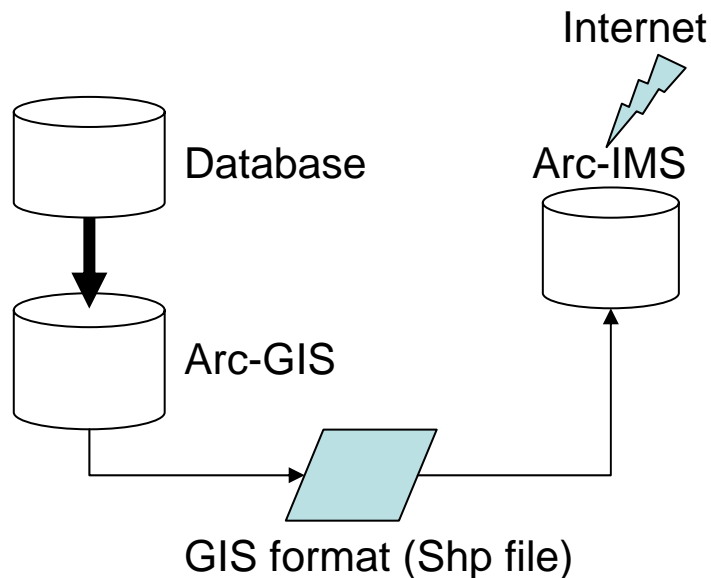 Internet
Database
Arc-IMS
Arc-GIS
GIS format (Shp file)